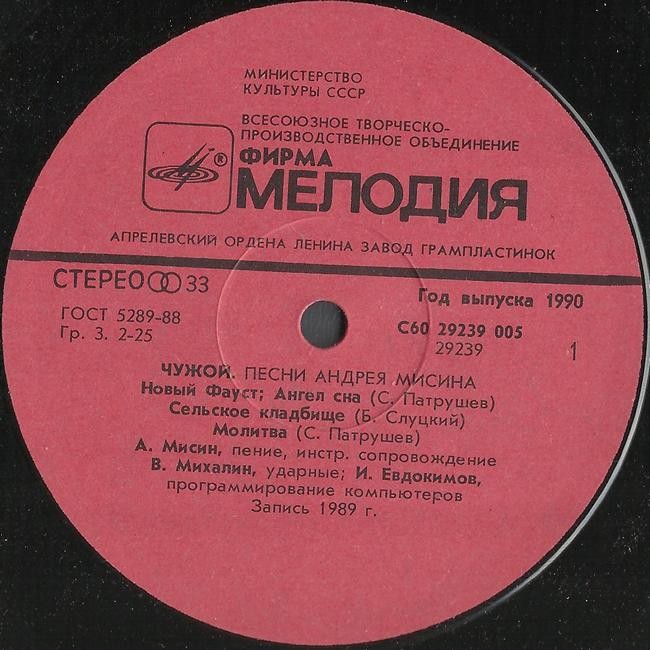 МИНИСТЕРСТВО
КУЛЬТУРЫ СССР
ВСЕСОЮЗНОЕ ТВОРЧЕСКО-
ПРОИЗВОДСТВЕННОЕ ОБЪЕДИНЕНИЕ
®
ФИРМА
МЕЛОДИЯ
АПРЕЛЕВСКИЙ ОРДЕНА ЛЕНИНА ЗАВОД ГРАМПЛАСТИНОК
СТЕРЕО 33
Год выпуска 1990
ГОСТ 5289-88
Гр. 3. 2-25
С60 29239 005
29239
1
ЧУЖОЙ. ПЕСНИ АНДРЕЯ МИСИНА
Новый Фауст; Ангел сна (С. Патрушев)
Сельское кладбище (Б. Слуцкий)
Молитва (С. Патрушев)
А. Мисин, пение, инстр. сопровождение
В. Михалин, ударные; И. Евдокимов,
программирование компьютеров
Запись 1989 г.